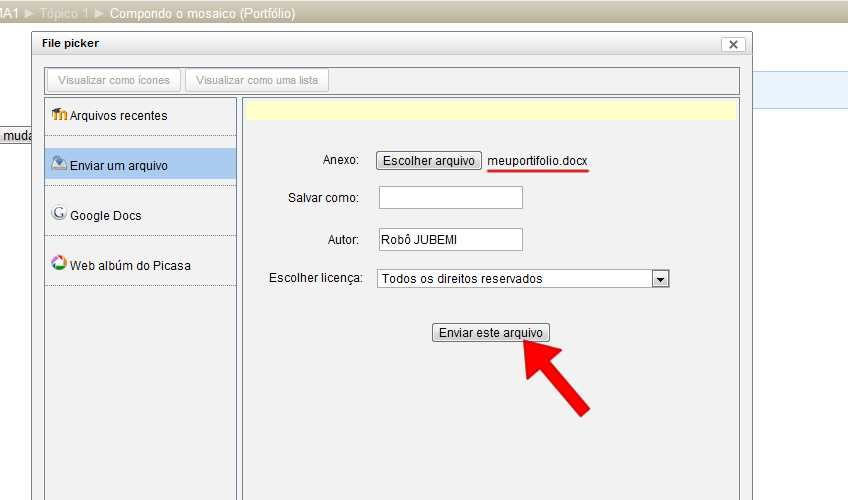 MA1 ► Tópico 1 ► Compondo o mosaico (Portfólio)
File picker
Visualizar como ícones Visualizar como uma lista
Arquivos recentes
muda
Enviar um arquivo
Google Docs
Web albúm do Picasa
Anexo: Escolher arquivo meuportifolio.docx
Salvar como:
Autor: Robô JUBEMI
Escolher licença: Todos os direitos reservados
Enviar este arquivo